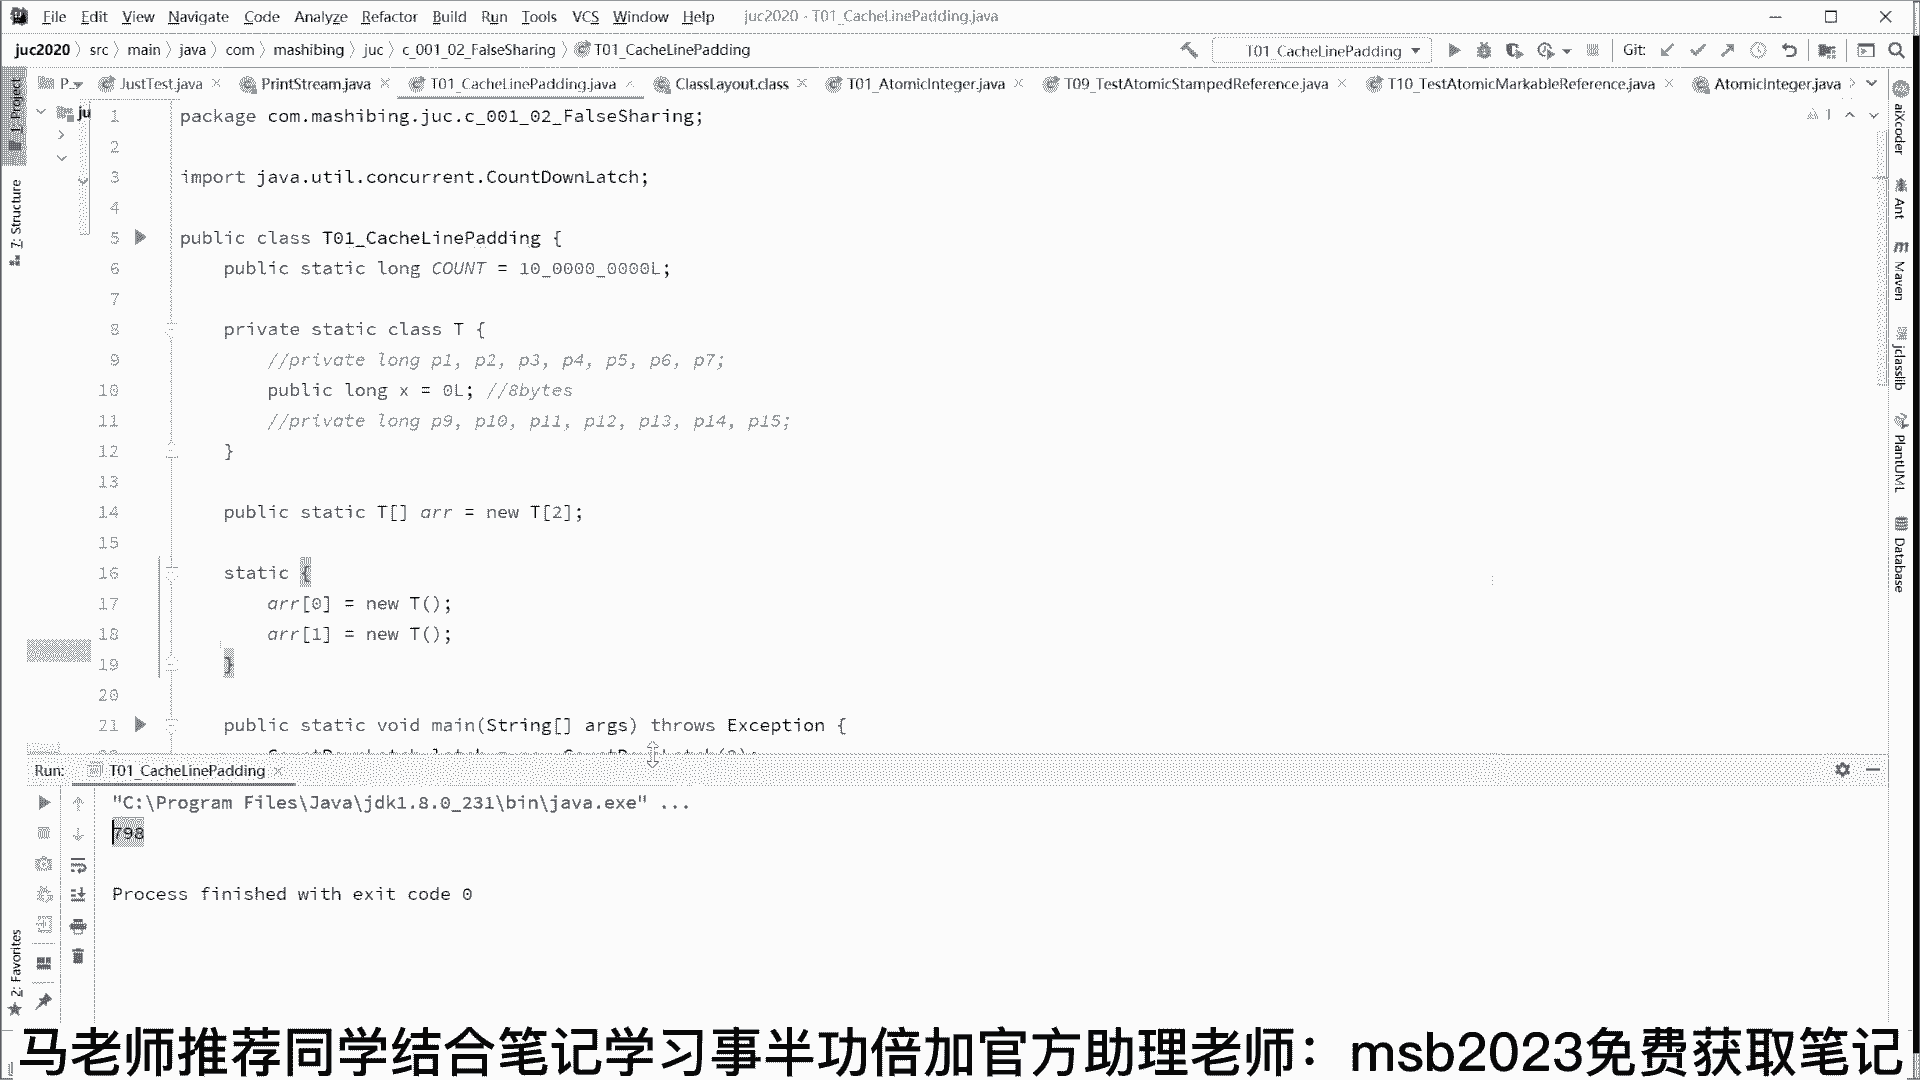 File Edit View Navigate Code Analyze Refactor Build Run Tools VCS Window Help juc2020 - T01_CacheLinePadding.java
juc2020 〉 src 〉 main 〉 java 〉 com 〉 mashibing 〉 juc 〉 c_001_02_FalseSharing 〉 T01_CacheLinePadding T01_CacheLinePadding Git:
P... JustTest.java PrintStream.java T01_CacheLinePadding.java ClassLayout.class T01_AtomicInteger.java T09_TestAtomicStampedReference.java T10_TestAtomicMarkableReference.java AtomicInteger.java
1: Project
7: Structure
2: Favorites
ju
1 package com.mashibing.juc.c_001_02_FalseSharing;
2
3 import java.util.concurrent.CountDownLatch;
4
5 public class T01_CacheLinePadding {
6 public static long COUNT = 10_0000_0000L;
7
8 private static class T {
9 //private long p1, p2, p3, p4, p5, p6, p7;
10 public long x = 0L; //8bytes
11 //private long p9, p10, p11, p12, p13, p14, p15;
12 }
13
14 public static T[] arr = new T[2];
15
16 static {
17 arr[0] = new T();
18 arr[1] = new T();
19 }
20
21 public static void main(String[] args) throws Exception {
1
aiXcoder
Ant
Maven
jclasslib
PlantUML
Database
Run: T01_CacheLinePadding
"C:\Program Files\Java\jdk1.8.0_231\bin\java.exe" ...
798
Process finished with exit code 0
马老师推荐同学结合笔记学习事半功倍加官方助理老师：msb2023免费获取笔记